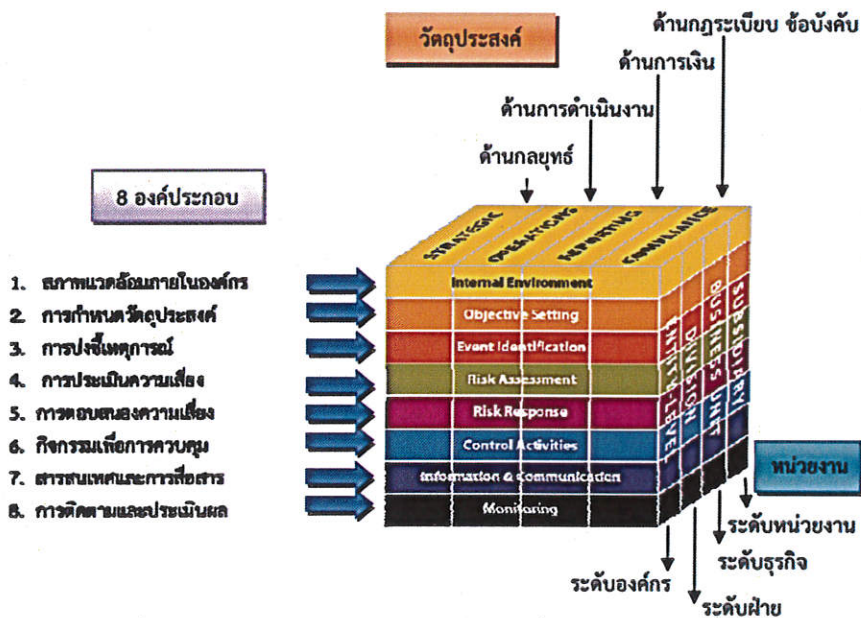 วัตถุประสงค์
ด้านกฎระเบียบ ข้อบังคับ
ด้านการเงิน
ด้านการดำเนินงาน
ด้านกลยุทธ์
8 องค์ประกอบ
STRATEGIC
OPERATIONS
REPORTING
COMPLIANCE
1. สภาพแวดล้อมภายในองค์กร
2. การกำหนดวัตถุประสงค์
3. การบ่งชี้เหตุการณ์
4. การประเมินความเสี่ยง
5. การตอบสนองความเสี่ยง
6. กิจกรรมเพื่อการควบคุม
7. สารสนเทศและการสื่อสาร
8. การติดตามและประเมินผล
Internal Environment
Objective Setting
Event Identification
Risk Assessment
Risk Response
Control Activities
Information & Communication
Monitoring
ENTITY-LEVEL
DIVISION
BUSINESS UNIT
SUBSIDIARY
หน่วยงาน
ระดับหน่วยงาน
ระดับธุรกิจ
ระดับองค์กร
ระดับฝ่าย